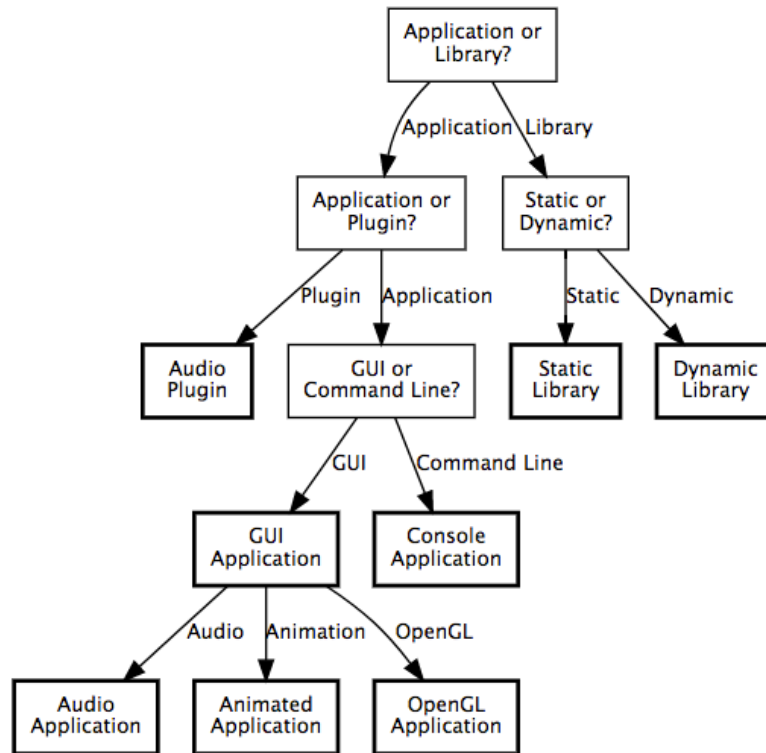 Application or
Library?
Application Library
Application or
Plugin?
Static or
Dynamic?
Plugin Application Static Dynamic
Audio
Plugin
GUI or
Command Line?
Static
Library
Dynamic
Library
GUI Command Line
GUI
Application
Console
Application
Audio Animation OpenGL
Audio
Application
Animated
Application
OpenGL
Application